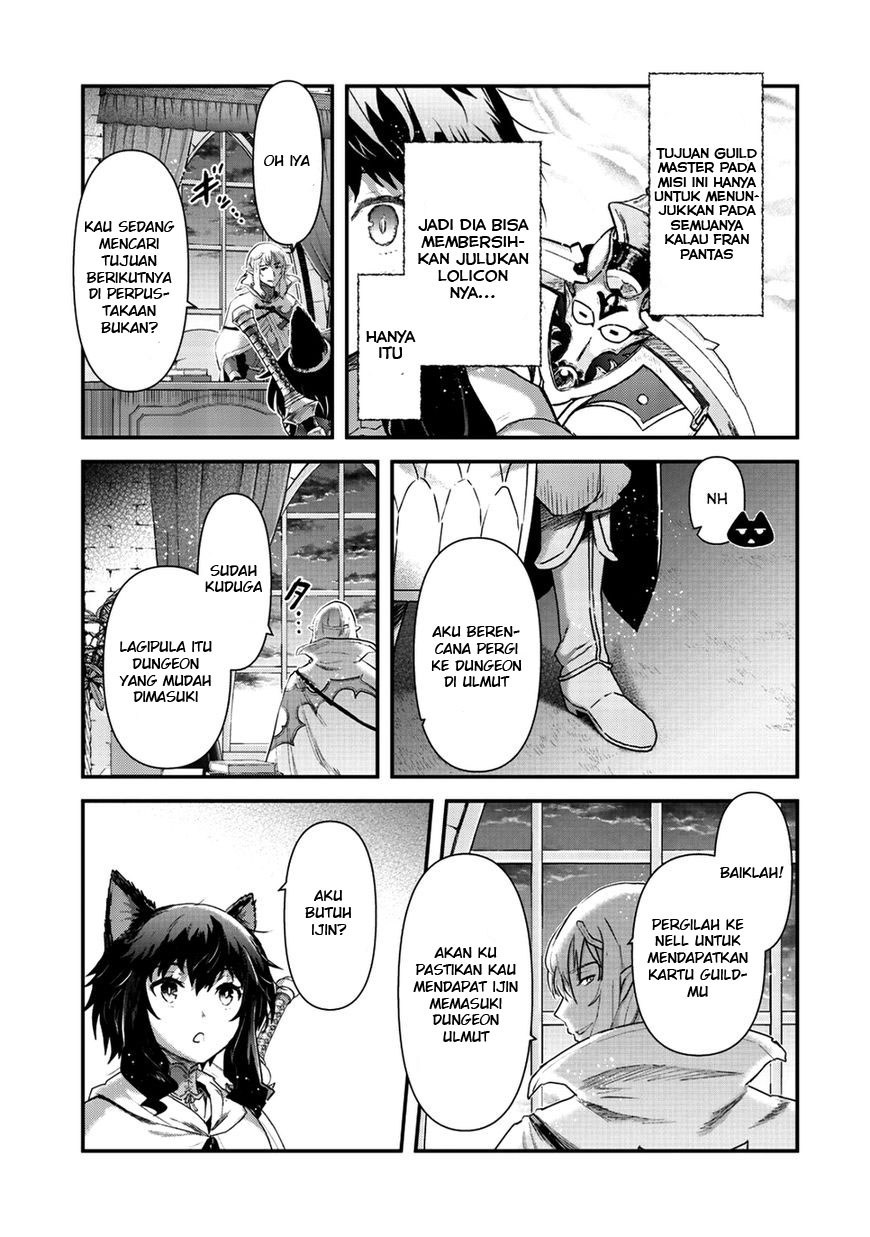 TUJUAN GUILD
MASTER PADA
MISI INI HANYA
UNTUK MENUN-
JUKKAN PADA
SEMUANYA
KALAU FRAN
PANTAS
JADI DIA BISA
MEMBERSIH-
KAN JULUKAN
LOLICON
NYA...
HANYA
ITU
OH IYA
ギッ...
KAU SEDANG
MENCARI
TUJUAN
BERIKUTNYA
DI PERPUS-
TAKAAN
BUKAN?
NH
AKU BEREN-
CANA PERGI
KE DUNGEON
DI ULMUT
SUDAH
KUDUGA
タ...
LAGIPULA ITU
DUNGEON
YANG MUDAH
DIMASUKI
BAIKLAH!
PERGILAH KE
NELL UNTUK
MENDAPATKAN
KARTU GUILD-
MU
AKAN KU
PASTIKAN KAU
MENDAPAT IJIN
MEMASUKI
DUNGEON
ULMUT
AKU
BUTUH
IJIN?